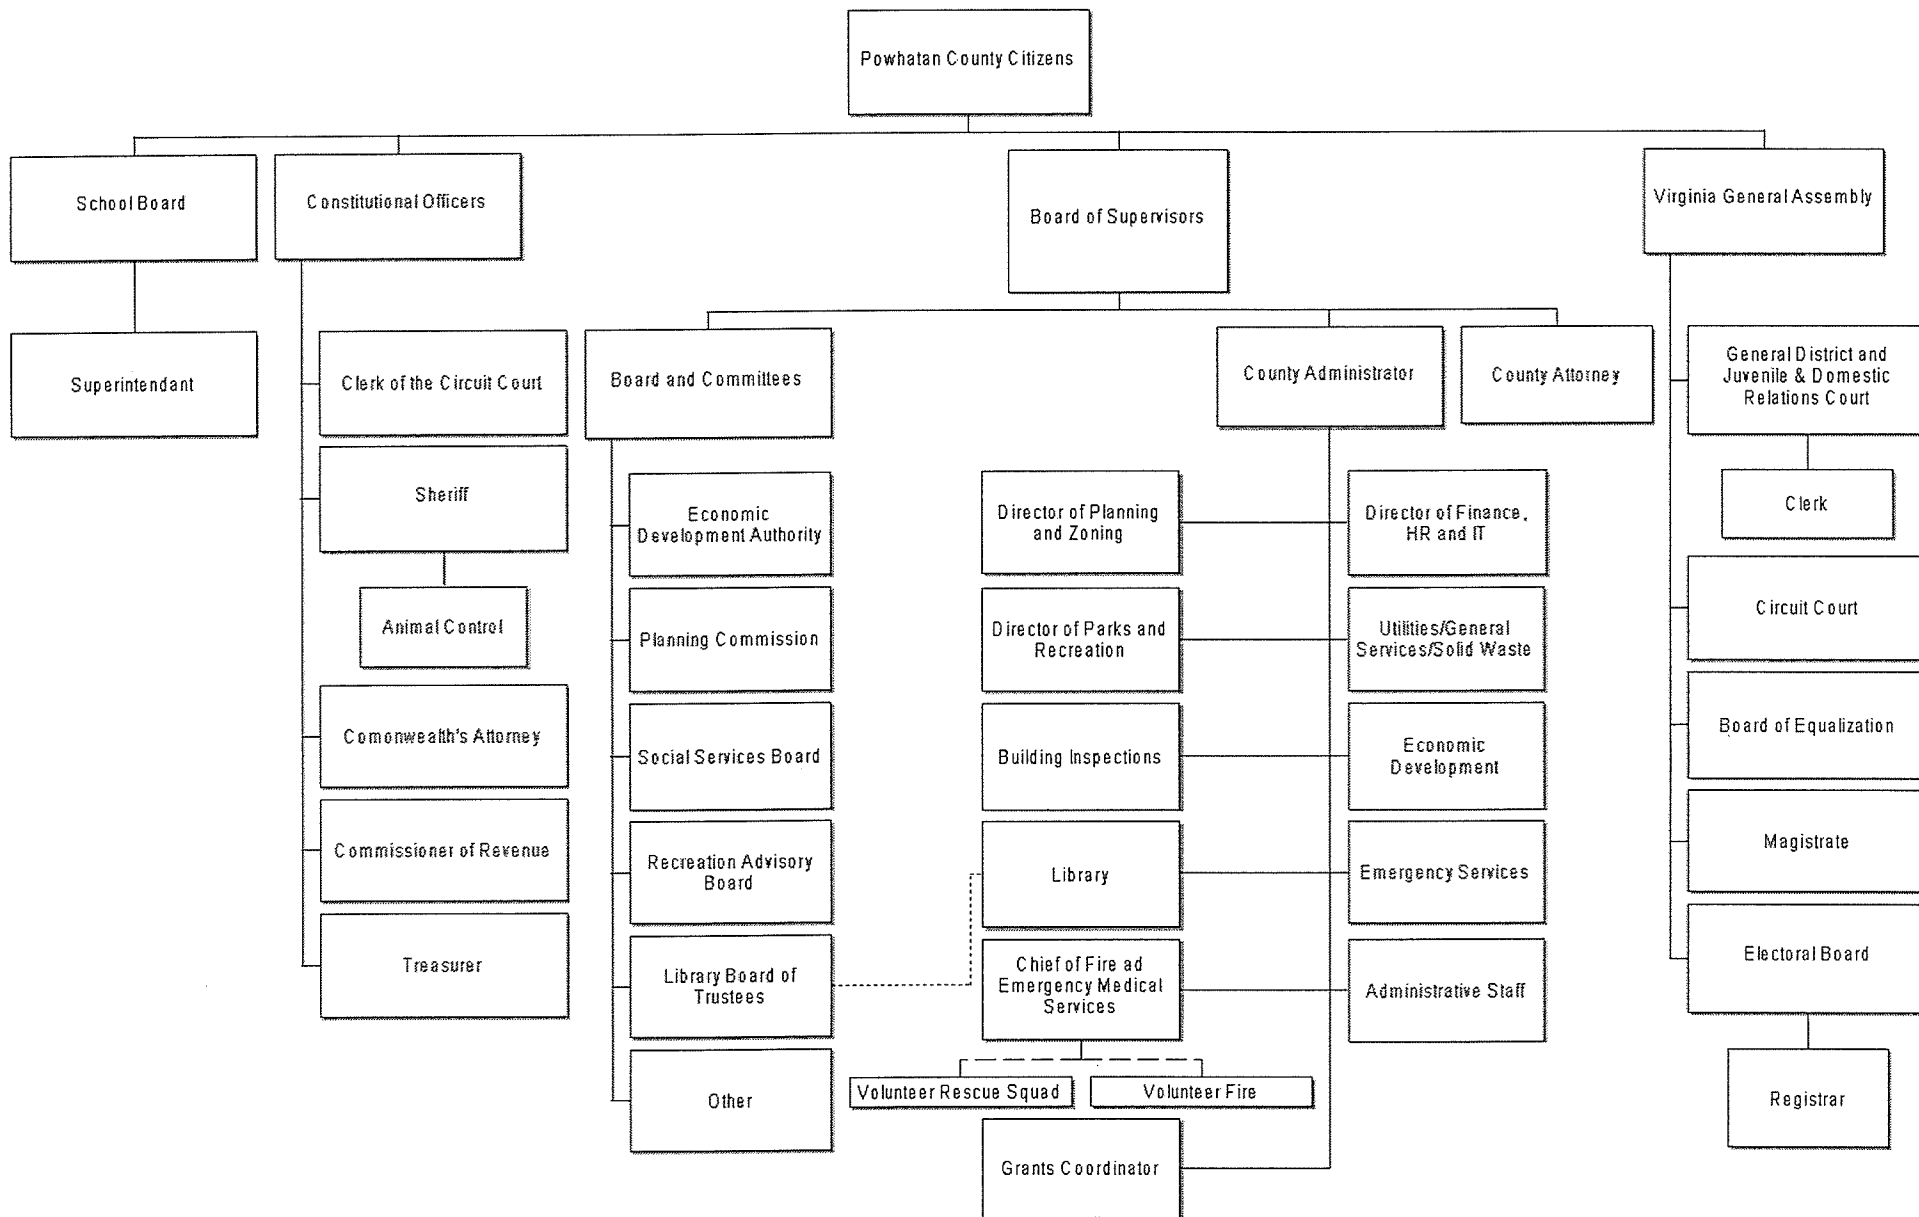 Powhatan County Citizens
School Board
Constitutional Officers
Board of Supervisors
Virginia General Assembly
Superintendant
Clerk of the Circuit Court
Board and Committees
County Administrator
County Attorney
General District and
Juvenile & Domestic
Relations Court
Sheriff
Economic
Development Authority
Director of Planning
and Zoning
Director of Finance,
HR and IT
Clerk
Animal Control
Planning Commission
Director of Parks and
Recreation
Utilities/General
Services/Solid Waste
Circuit Court
Comonwealth's Attorney
Social Services Board
Building Inspections
Economic
Development
Board of Equalization
Commissioner of Revenue
Recreation Advisory
Board
Library
Emergency Services
Magistrate
Treasurer
Library Board of
Trustees
Chief of Fire ad
Emergency Medical
Services
Administrative Staff
Electoral Board
Other
Volunteer Rescue Squad
Volunteer Fire
Registrar
Grants Coordinator